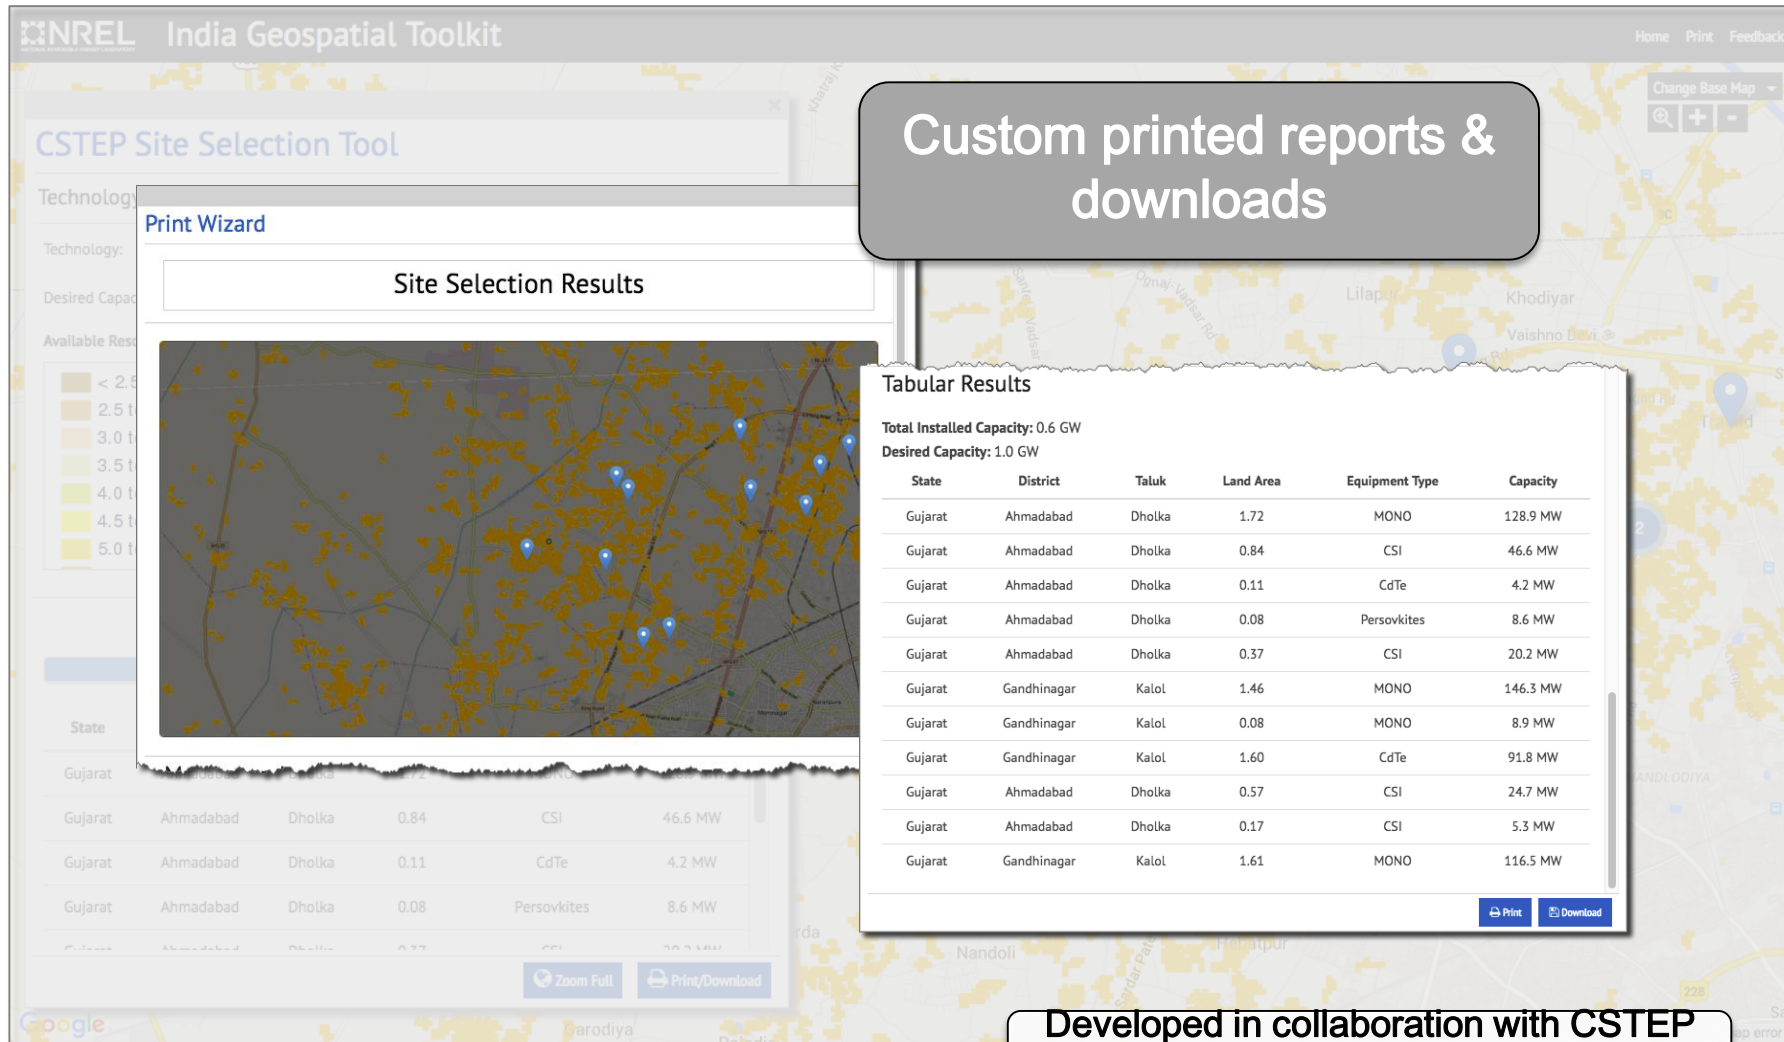 NREL India Geospatial Toolkit
Home Print Feedback
Change Base Map
CSTEP Site Selection Tool
Custom printed reports &
downloads
Technology
Technology:
Desired Capac
Available Reso
< 2.5
2.5 t
3.0 t
3.5 t
4.0 t
4.5 t
5.0 t
Print Wizard
Site Selection Results
Khodiyar
Tabular Results
Total Installed Capacity: 0.6 GW
Desired Capacity: 1.0 GW
State District Taluk Land Area Equipment Type Capacity
Gujarat Ahmadabad Dholka 1.72 MONO 128.9 MW
Gujarat Ahmadabad Dholka 0.84 CSI 46.6 MW
Gujarat Ahmadabad Dholka 0.11 CdTe 4.2 MW
Gujarat Ahmadabad Dholka 0.08 Persovkites 8.6 MW
Gujarat Ahmadabad Dholka 0.37 CSI 20.2 MW
Gujarat Gandhinagar Kalol 1.46 MONO 146.3 MW
Gujarat Gandhinagar Kalol 0.08 MONO 8.9 MW
Gujarat Gandhinagar Kalol 1.60 CdTe 91.8 MW
Gujarat Ahmadabad Dholka 0.57 CSI 24.7 MW
Gujarat Ahmadabad Dholka 0.17 CSI 5.3 MW
Gujarat Gandhinagar Kalol 1.61 MONO 116.5 MW
Print Download
State
Gujarat
Gujarat Ahmadabad Dholka 0.84 CSI 46.6 MW
Gujarat Ahmadabad Dholka 0.11 CdTe 4.2 MW
Gujarat Ahmadabad Dholka 0.08 Persovkites 8.6 MW
Zoom Full Print/Download
Nandoli
228
Google
Developed in collaboration with CSTEP